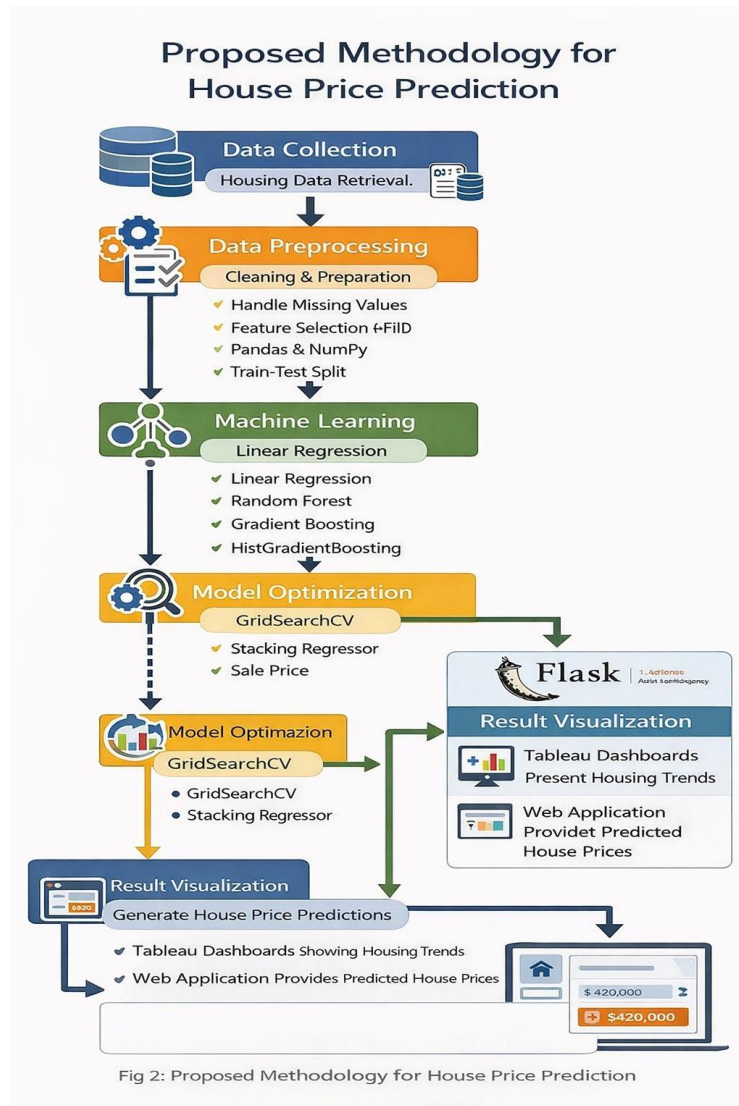 Proposed Methodology for
House Price Prediction
Data Collection
Housing Data Retrieval.
Data Preprocessing
Cleaning & Preparation
Handle Missing Values
Feature Selection
Pandas & NumPy
Train-Test Split
Machine Learning
Linear Regression
Linear Regression
Random Forest
Gradient Boosting
HistGradientBoosting
Model Optimization
GridSearchCV
Stacking Regressor
Sale Price
Flask
Result Visualization
Tableau Dashboards
Present Housing Trends
Web Application
Providet Predicted
House Prices
Model Optimazion
GridSearchCV
GridSearchCV
Stacking Regressor
Result Visualization
Generate House Price Predictions
Tableau Dashboards Showing Housing Trends
Web Application Provides Predicted House Prices
$ 420,000
$420,000
Fig 2: Proposed Methodology for House Price Prediction